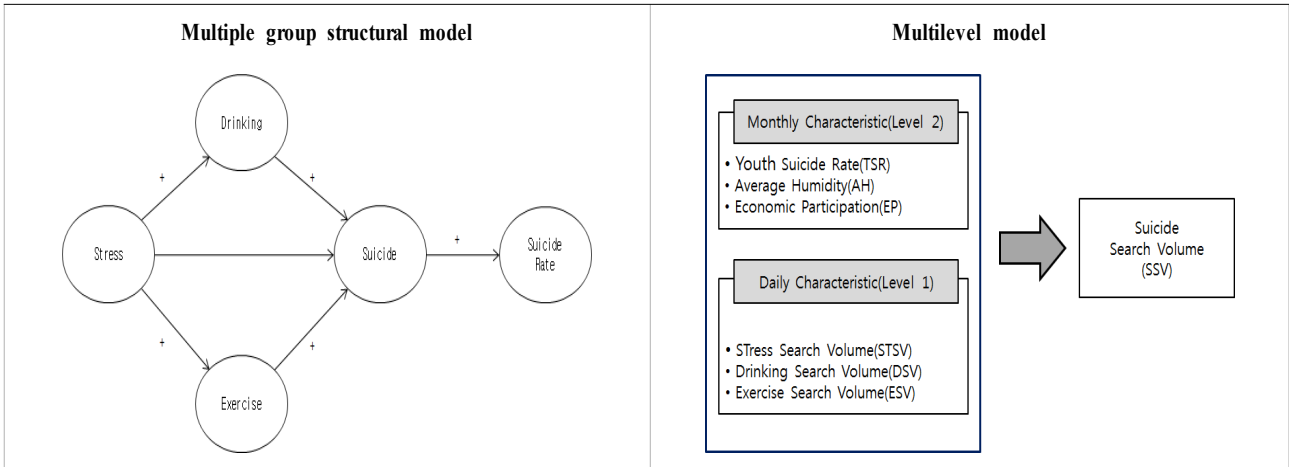 Multiple group structural model
Drinking
+
+
Stress
Suicide
+
Suicide
Rate
+
+
Exercise
Multilevel model
Monthly Characteristic(Level 2)
• Youth Suicide Rate(TSR)
• Average Humidity(AH)
• Economic Participation(EP)
Daily Characteristic(Level 1)
• STress Search Volume(STSV)
• Drinking Search Volume(DSV)
• Exercise Search Volume(ESV)
Suicide
Search Volume
(SSV)